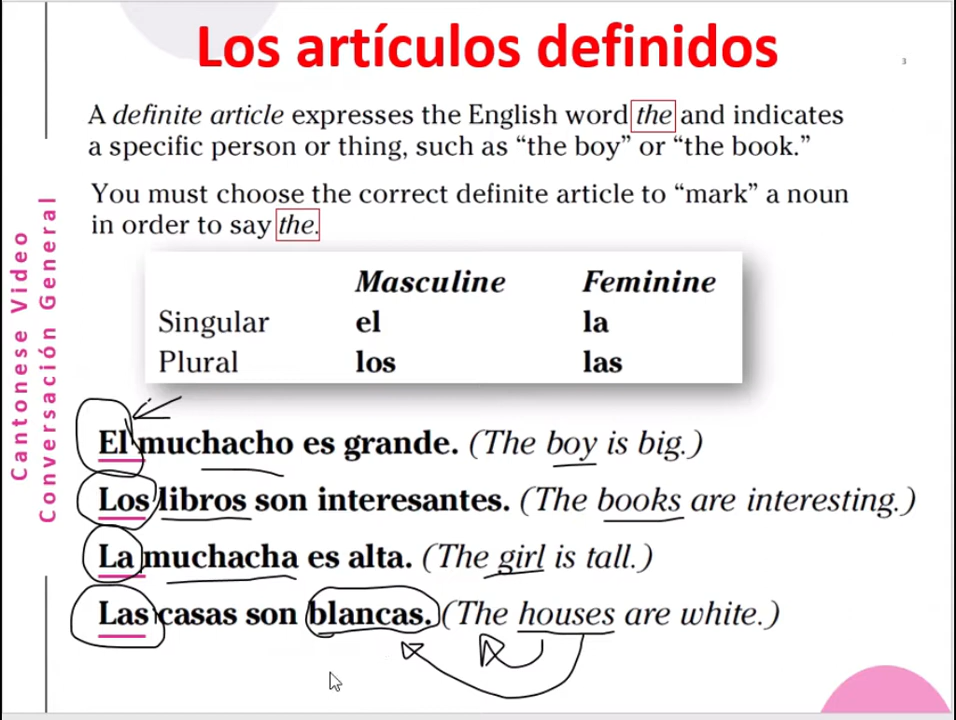 Los artículos definidos
3
A definite article expresses the English word the and indicates
a specific person or thing, such as “the boy” or “the book.”
You must choose the correct definite article to “mark” a noun
in order to say the.
Masculine Feminine
Singular el la
Plural los las
El muchacho es grande. (The boy is big.)
Los libros son interesantes. (The books are interesting.)
La muchacha es alta. (The girl is tall.)
Las casas son blancas. (The houses are white.)
Cantonese Video
Conversación General